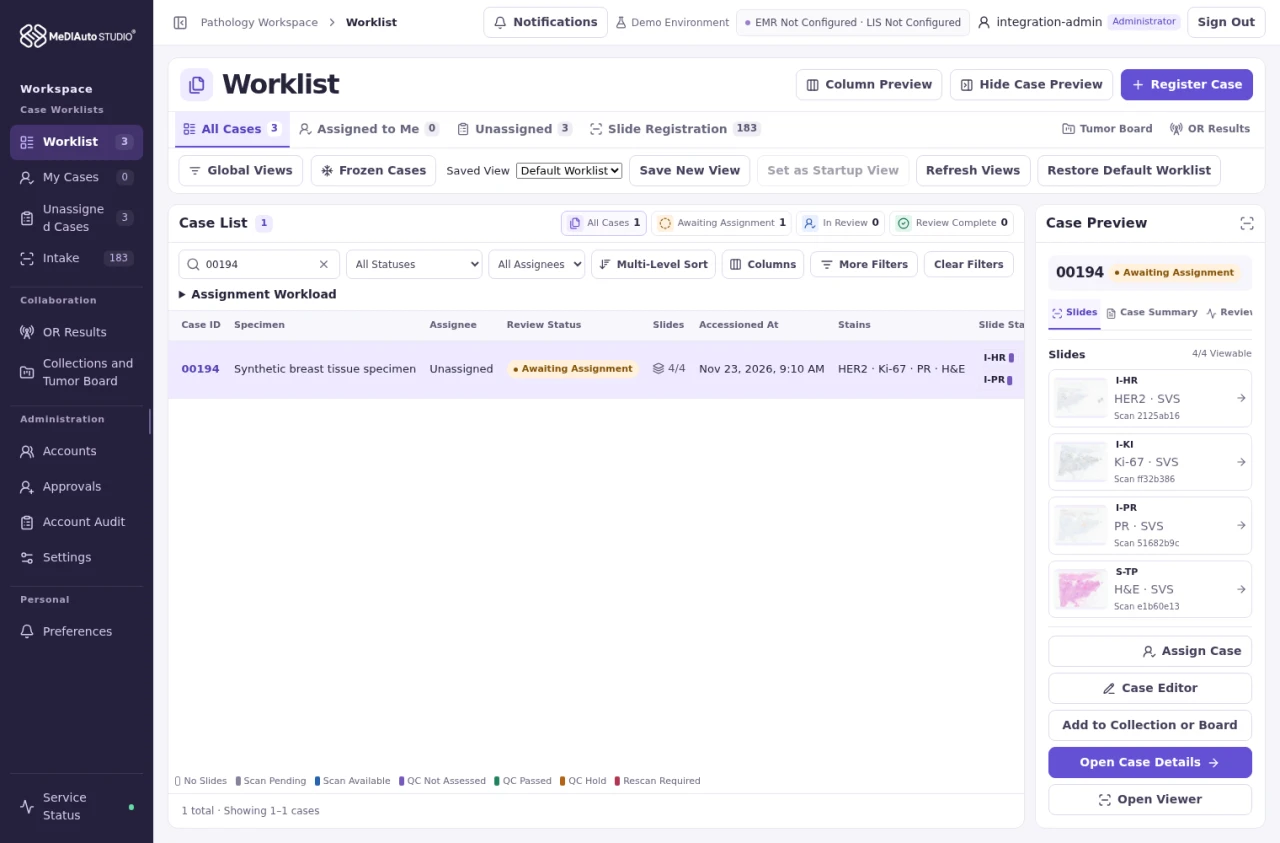 MeDIAuto STUDIO®
Workspace
Case Worklists
Worklist 3
My Cases 0
Unassigne
d Cases 3
Intake 183
Collaboration
OR Results
Collections and
Tumor Board
Administration
Accounts
Approvals
Account Audit
Settings
Personal
Preferences
Service
Status
Pathology Workspace > Worklist
Notifications
Demo Environment
EMR Not Configured · LIS Not Configured
integration-admin Administrator
Sign Out
Worklist
Column Preview
Hide Case Preview
+ Register Case
All Cases 3
Assigned to Me 0
Unassigned 3
Slide Registration 183
Tumor Board
OR Results
Global Views
Frozen Cases
Saved View Default Worklist
Save New View
Set as Startup View
Refresh Views
Restore Default Worklist
Case List 1
All Cases 1
Awaiting Assignment 1
In Review 0
Review Complete 0
00194
All Statuses
All Assignees
Multi-Level Sort
Columns
More Filters
Clear Filters
Assignment Workload
Case ID Specimen Assignee Review Status Slides Accessioned At Stains Slide Sta
00194 Synthetic breast tissue specimen Unassigned Awaiting Assignment 4/4 Nov 23, 2026, 9:10 AM HER2 · Ki-67 · PR · H&E
I-HR
I-PR
No Slides Scan Pending Scan Available QC Not Assessed QC Passed QC Hold Rescan Required
1 total · Showing 1–1 cases
Case Preview
00194 Awaiting Assignment
Slides Case Summary Review
Slides 4/4 Viewable
I-HR
HER2 · SVS
Scan 2125ab16
I-KI
Ki-67 · SVS
Scan ff32b386
I-PR
PR · SVS
Scan 51682b9c
S-TP
H&E · SVS
Scan e1b60e13
Assign Case
Case Editor
Add to Collection or Board
Open Case Details →
Open Viewer